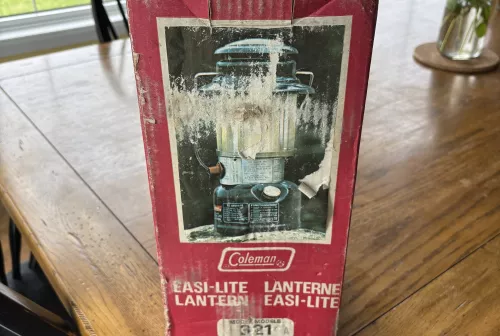 Coleman
EASI-LITE LANTERNE
LANTERN EASI-LITE
321